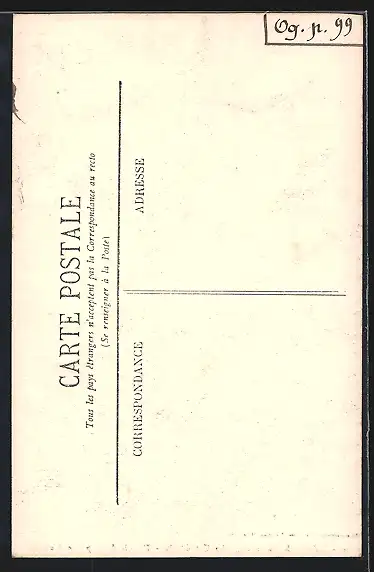 Og. p. 99
CARTE POSTALE
Tous les pays étrangers n'acceptent pas la Correspondance au recto
(Se renseigner à la Poste)
CORRESPONDANCE
ADRESSE